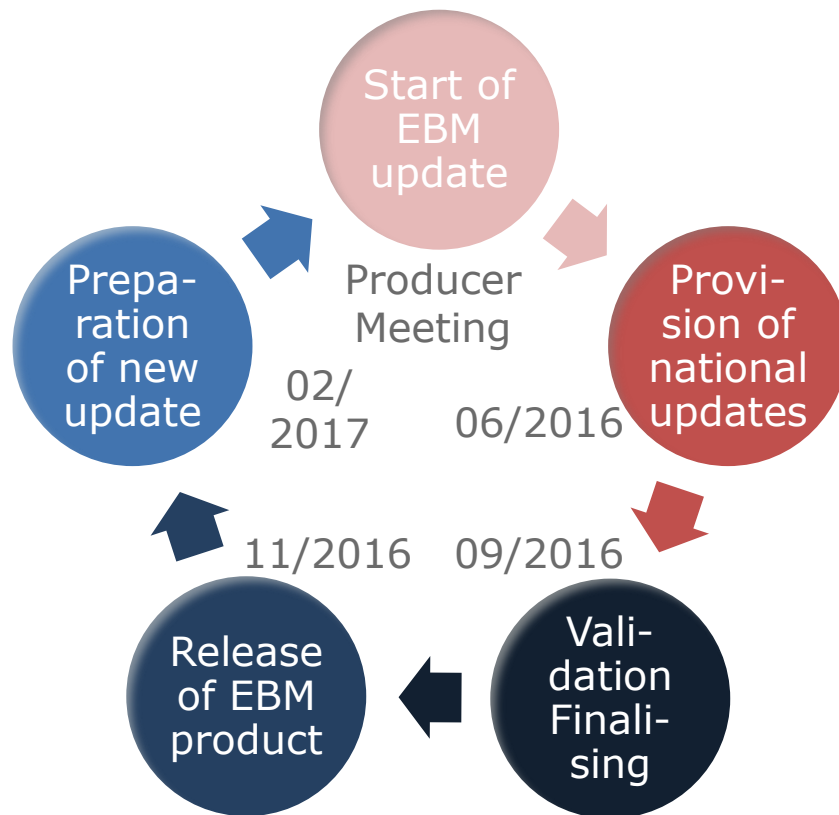 Start of
EBM
update
Producer
Meeting
Provi-
sion of
national
updates
06/2016
Vali-
dation
Finali-
sing
09/2016
Release
of EBM
product
11/2016
Prepa-
ration
of new
update
02/
2017